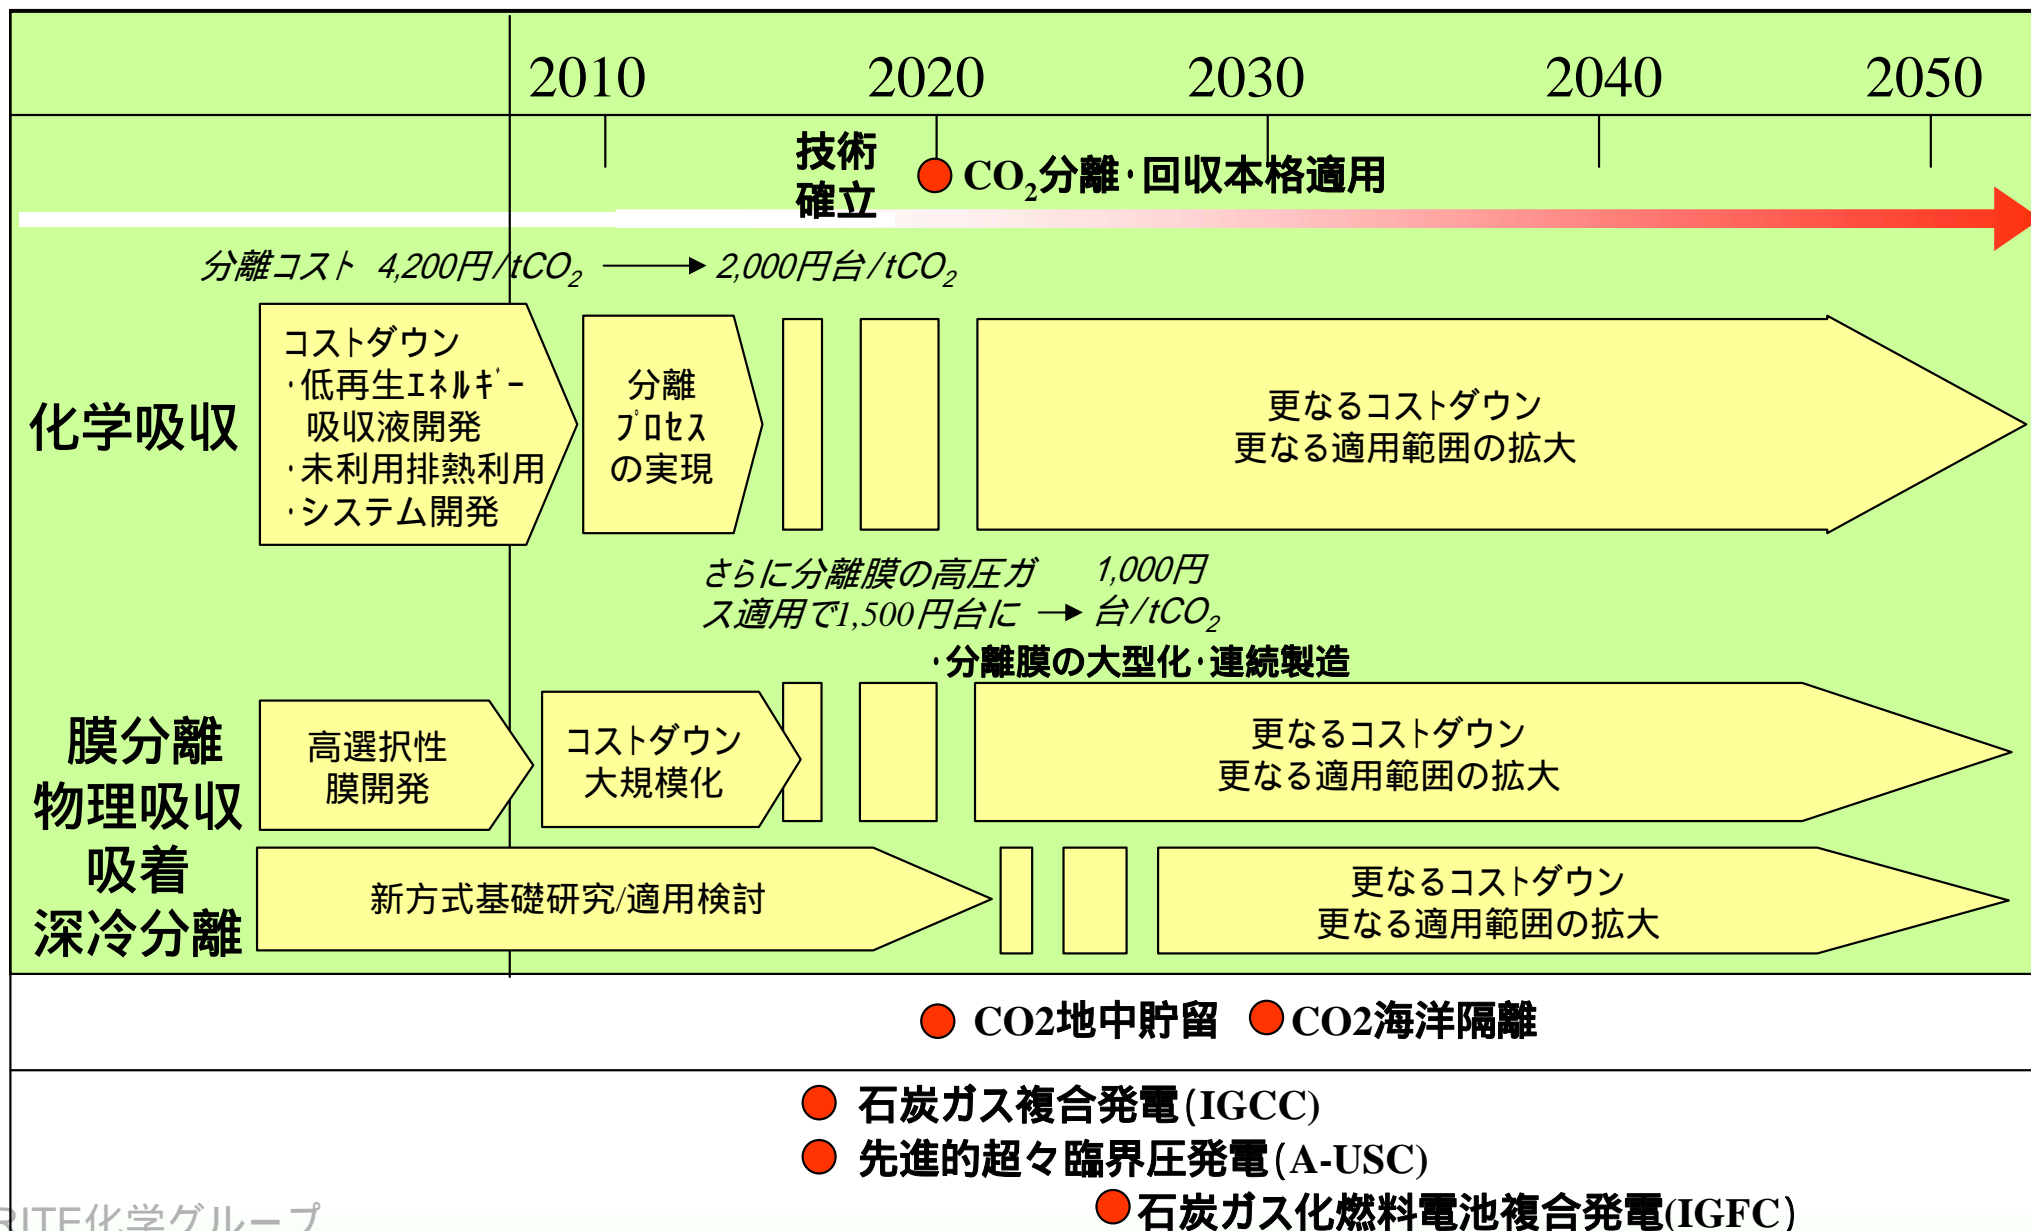 2010 2020 2030 2040 2050
技術
確立
CO2分離・回収本格適用
分離コスト 4,200円/tCO2 → 2,000円台/tCO2
化学吸収
コストダウン
・低再生エネルギー
吸収液開発
・未利用排熱利用
・システム開発
分離
プロセス
の実現
更なるコストダウン
更なる適用範囲の拡大
さらに分離膜の高圧ガ
ス適用で1,500円台に →
1,000円
台/tCO2
・分離膜の大型化・連続製造
膜分離
物理吸収
吸着
深冷分離
高選択性
膜開発
コストダウン
大規模化
更なるコストダウン
更なる適用範囲の拡大
新方式基礎研究/適用検討
更なるコストダウン
更なる適用範囲の拡大
CO2地中貯留 CO2海洋隔離
石炭ガス複合発電(IGCC)
先進的超々臨界圧発電(A-USC)
石炭ガス化燃料電池複合発電(IGFC)
RITE化学グループ